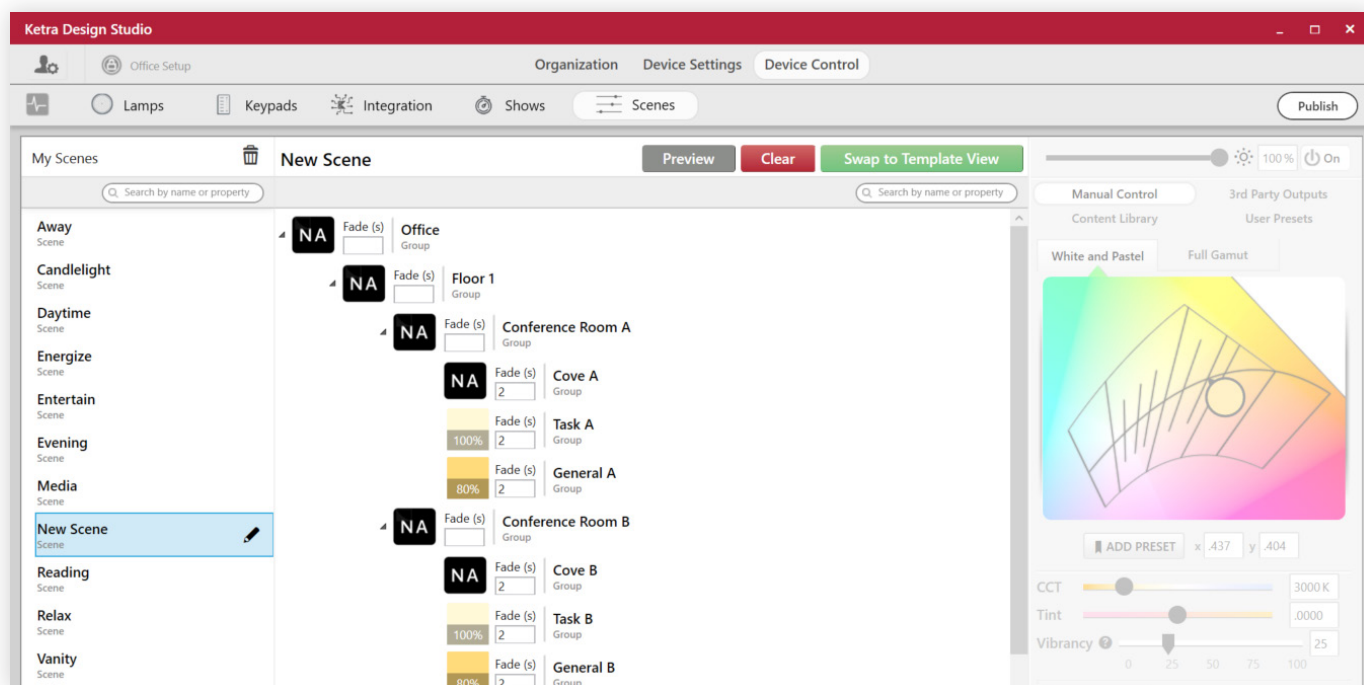 Ketra Design Studio
Office Setup
Organization Device Settings Device Control
Lamps Keypads Integration Shows Scenes Publish
My Scenes
New Scene Preview Clear Swap to Template View
100% On
Search by name or property
Search by name or property
Manual Control 3rd Party Outputs
Content Library User Presets
White and Pastel Full Gamut
Away
Scene
Candlelight
Scene
Daytime
Scene
Energize
Scene
Entertain
Scene
Evening
Scene
Media
Scene
New Scene
Scene
Reading
Scene
Relax
Scene
Vanity
Scene
NA Fade (s) Office
Group
NA Fade (s) Floor 1
Group
NA Fade (s) Conference Room A
Group
NA Fade (s) Cove A
2 Group
Fade (s) Task A
100% 2 Group
Fade (s) General A
80% 2 Group
NA Fade (s) Conference Room B
Group
NA Fade (s) Cove B
2 Group
Fade (s) Task B
100% 2 Group
Fade (s) General B
80% 2 Group
ADD PRESET x .437 y .404
CCT 3000 K
Tint .0000
Vibrancy ? 25
0 25 50 75 100